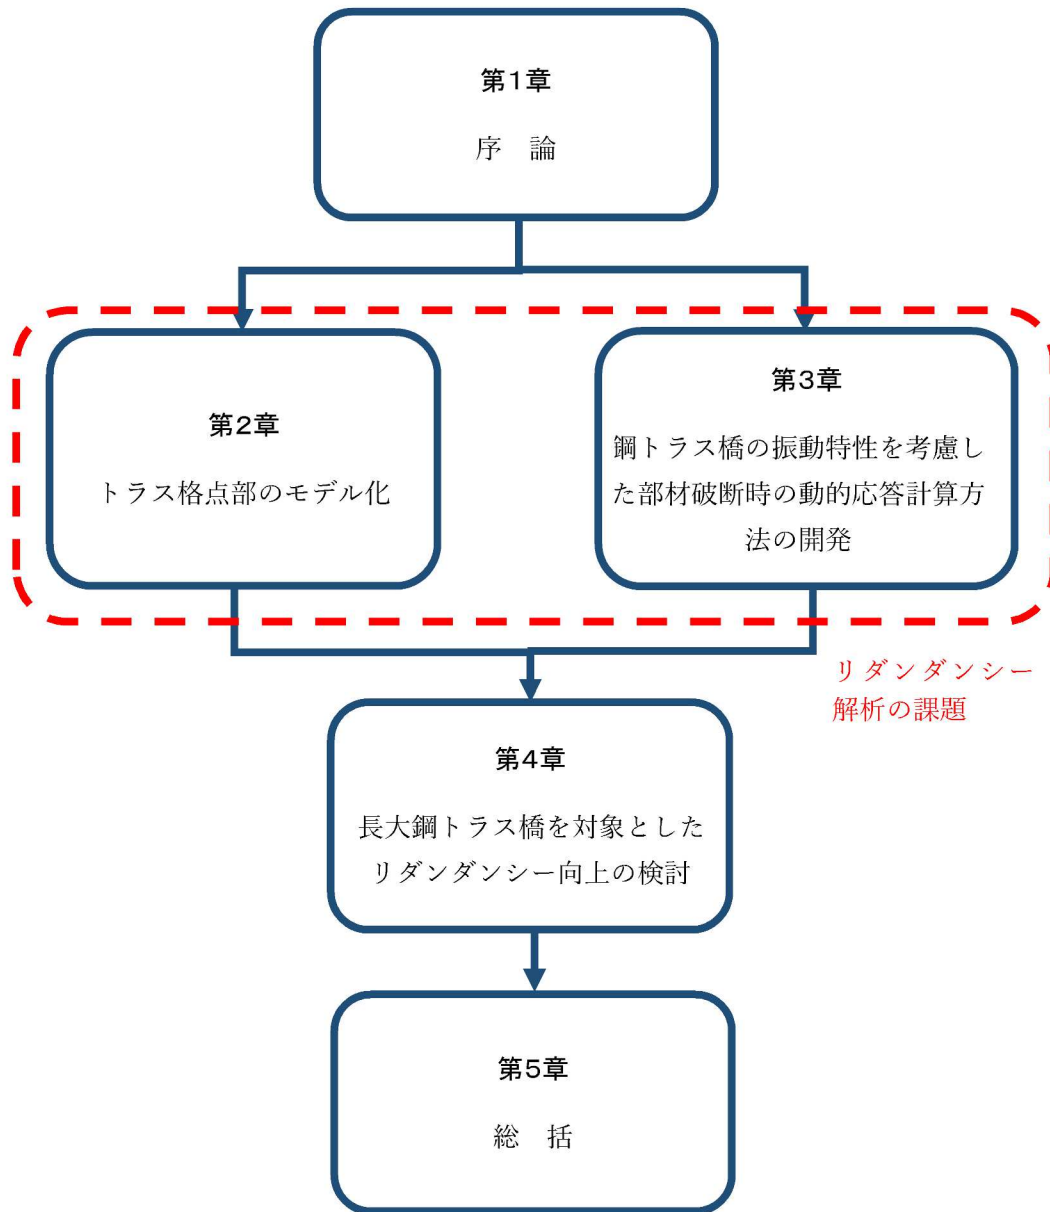 第1章
序　論
第2章
トラス格点部のモデル化
第3章
鋼トラス橋の振動特性を考慮し
た部材破断時の動的応答計算方
法の開発
リダンダンシー
解析の課題
第4章
長大鋼トラス橋を対象とした
リダンダンシー向上の検討
第5章
総　括